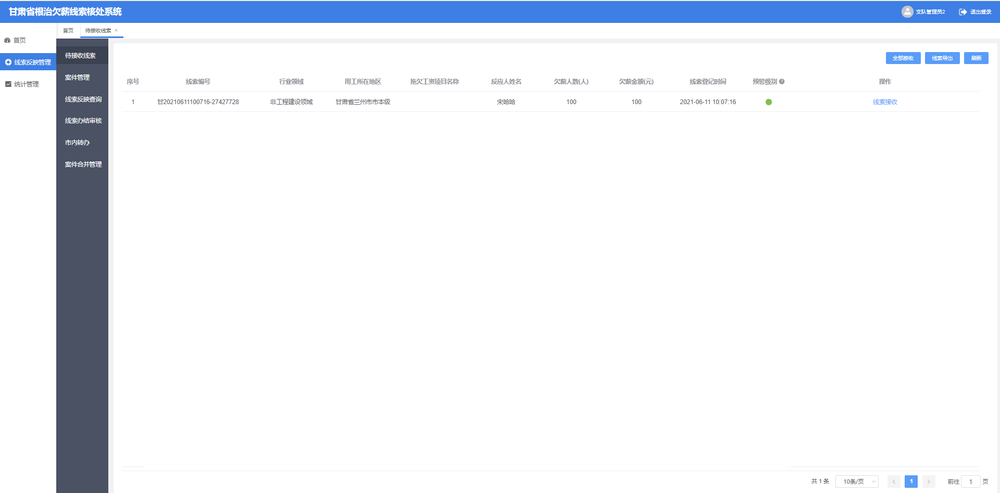 甘肃省根治欠薪线索核处系统
支队管理员2
退出登录
首页
待接收线索 ×
首页
线索反映管理
统计管理
待接收线索
案件管理
线索反映查询
线索办结审核
市内转办
案件合并管理
全部接收 线索导出 刷新
序号 线索编号 行业领域 用工所在地区 拖欠工资项目名称 反应人姓名 欠薪人数(人) 欠薪金额(元) 线索登记时间 预警级别 操作
1 甘20210611100716-27427728 非工程建设领域 甘肃省兰州市市本级 宋哈哈 100 100 2021-06-11 10:07:16 线索接收
共 1 条 10条/页 1 前往 1 页